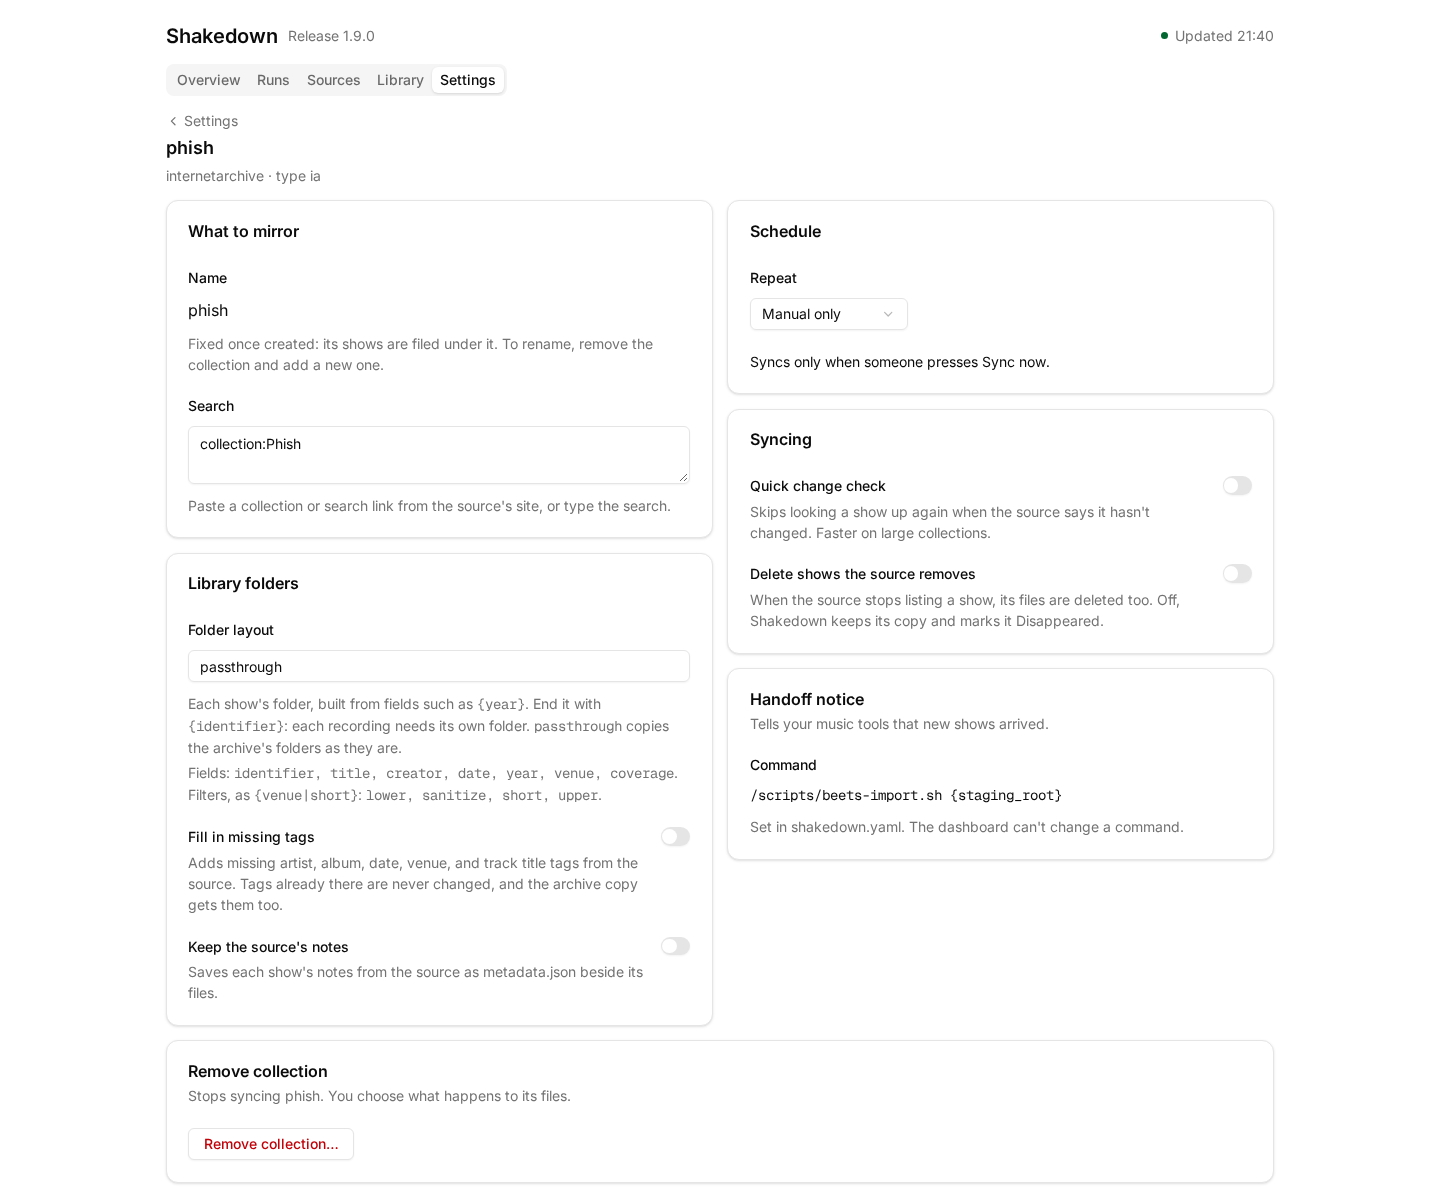 Shakedown Release 1.9.0
Updated 21:40
Overview Runs Sources Library Settings
Settings
phish
internetarchive · type ia
What to mirror
Name
phish
Fixed once created: its shows are filed under it. To rename, remove the
collection and add a new one.
Search
collection:Phish
Paste a collection or search link from the source's site, or type the search.
Library folders
Folder layout
passthrough
Each show's folder, built from fields such as {year}. End it with
{identifier}: each recording needs its own folder. passthrough copies
the archive's folders as they are.
Fields: identifier, title, creator, date, year, venue, coverage.
Filters, as {venue|short}: lower, sanitize, short, upper.
Fill in missing tags
Adds missing artist, album, date, venue, and track title tags from the
source. Tags already there are never changed, and the archive copy
gets them too.
Keep the source's notes
Saves each show's notes from the source as metadata.json beside its
files.
Schedule
Repeat
Manual only
Syncs only when someone presses Sync now.
Syncing
Quick change check
Skips looking a show up again when the source says it hasn't
changed. Faster on large collections.
Delete shows the source removes
When the source stops listing a show, its files are deleted too. Off,
Shakedown keeps its copy and marks it Disappeared.
Handoff notice
Tells your music tools that new shows arrived.
Command
/scripts/beets-import.sh {staging_root}
Set in shakedown.yaml. The dashboard can't change a command.
Remove collection
Stops syncing phish. You choose what happens to its files.
Remove collection...